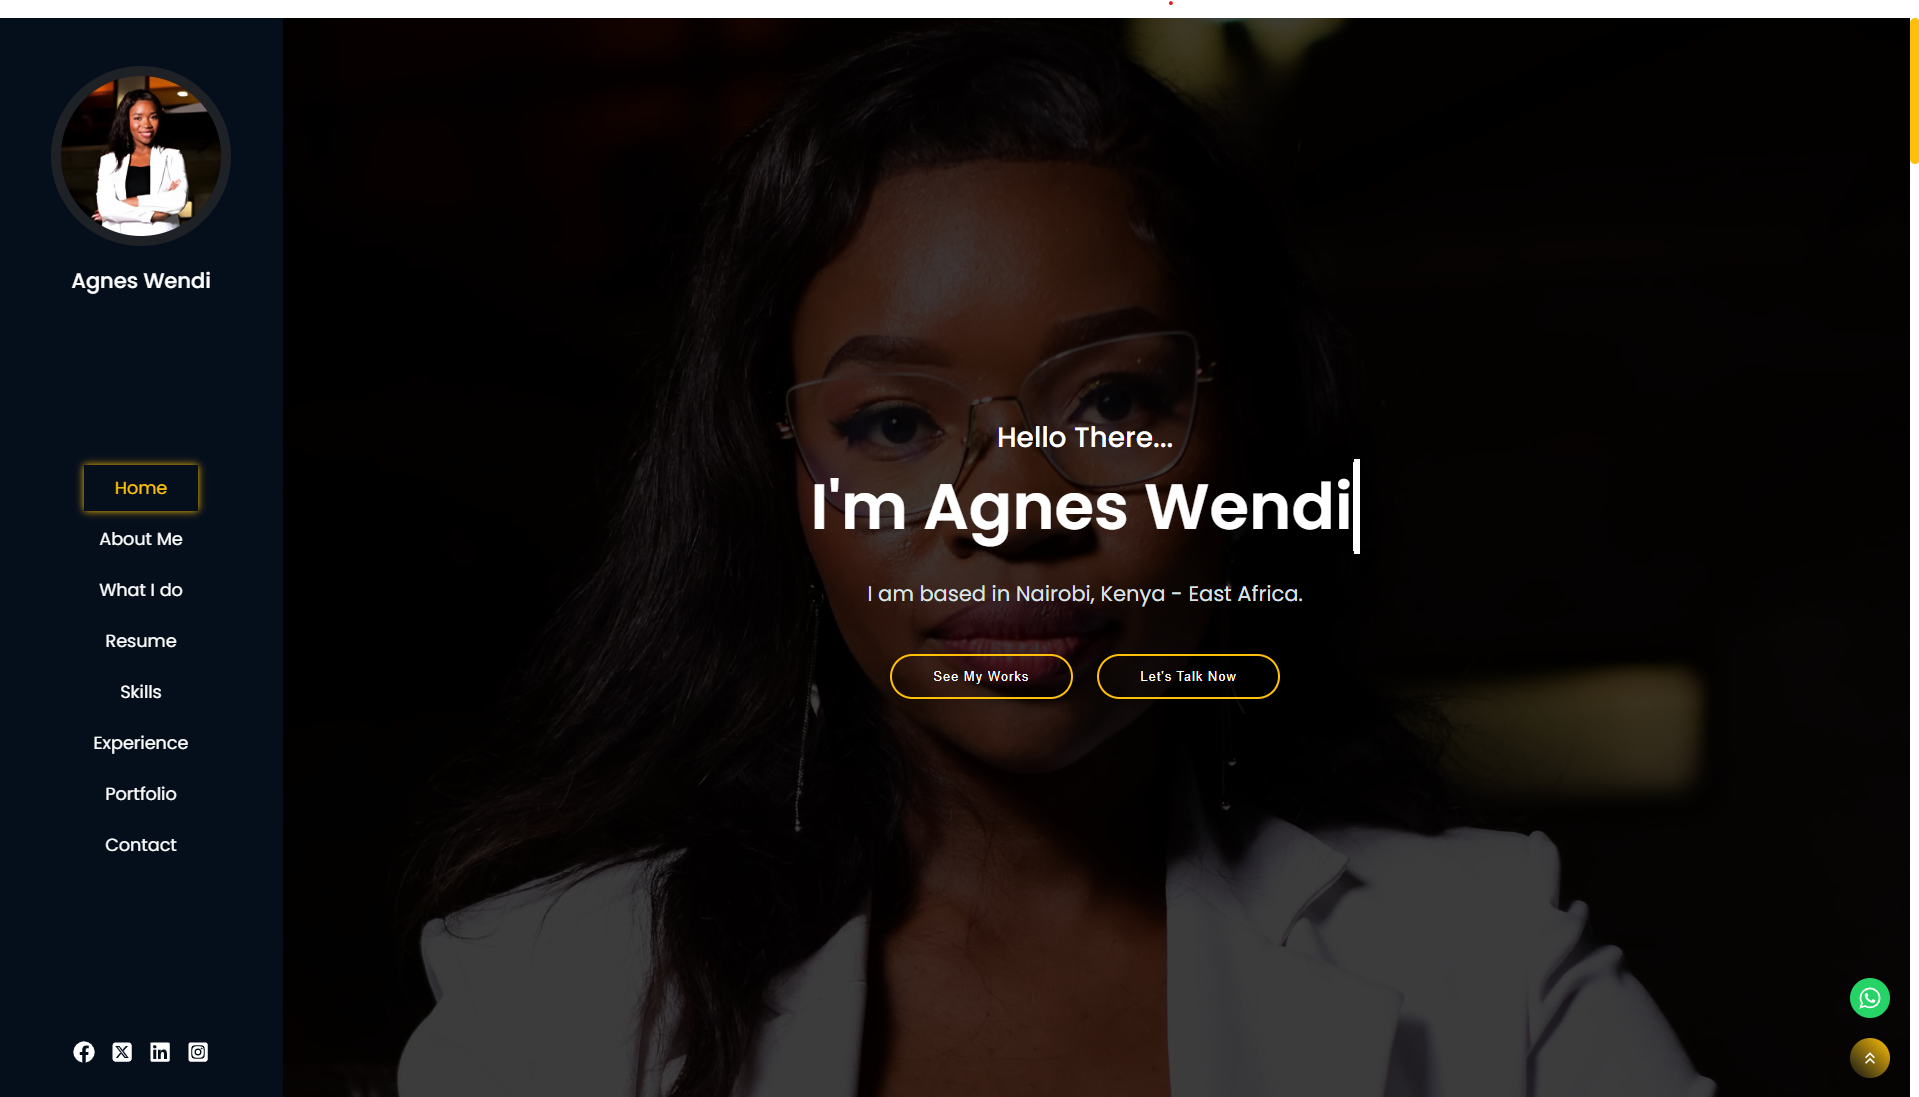 Agnes Wendi
Home
About Me
What I do
Resume
Skills
Experience
Portfolio
Contact
Hello There...
I'm Agnes Wendi
I am based in Nairobi, Kenya - East Africa.
See My Works
Let's Talk Now